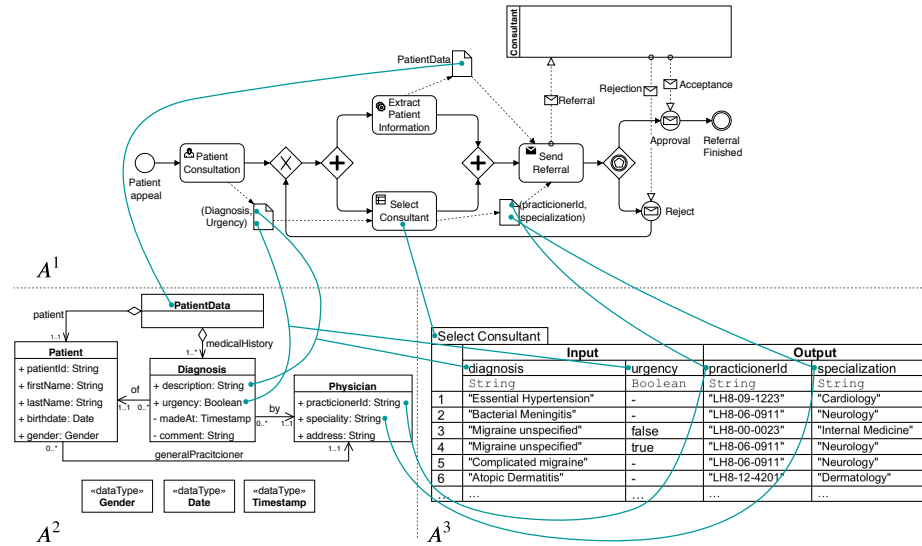 Consultant
PatientData
Rejection
Acceptance
Referral
Extract
Patient
Information
Approval
Referral
Finished
Patient
Consultation
Send
Referral
Patient
appeal
Select
Consultant
(Diagnosis,
Urgency)
(practicionerId,
specialization)
Reject
A1
PatientData
patient
medicalHistory
1..1
1..*
Patient
+ patientId: String
+ firstName: String
+ lastName: String
+ birthdate: Date
+ gender: Gender
Diagnosis
+ description: String
+ urgency: Boolean
- madeAt: Timestamp
- comment: String
of
1..1
0..*
by
0..*
1..1
Physician
+ practicionerId: String
+ speciality: String
+ address: String
0..*
1..1
generalPracitcioner
«dataType»
Gender
«dataType»
Date
«dataType»
Timestamp
A2
Select Consultant
Input Output
diagnosis urgency practicionerId specialization
String Boolean String String
1 "Essential Hypertension" - "LH8-09-1223" "Cardiology"
2 "Bacterial Meningitis" - "LH8-06-0911" "Neurology"
3 "Migraine unspecified" false "LH8-00-0023" "Internal Medicine"
4 "Migraine unspecified" true "LH8-06-0911" "Neurology"
5 "Complicated migraine" - "LH8-06-0911" "Neurology"
6 "Atopic Dermatitis" - "LH8-12-4201" "Dermatology"
... ... ... ... ...
A3